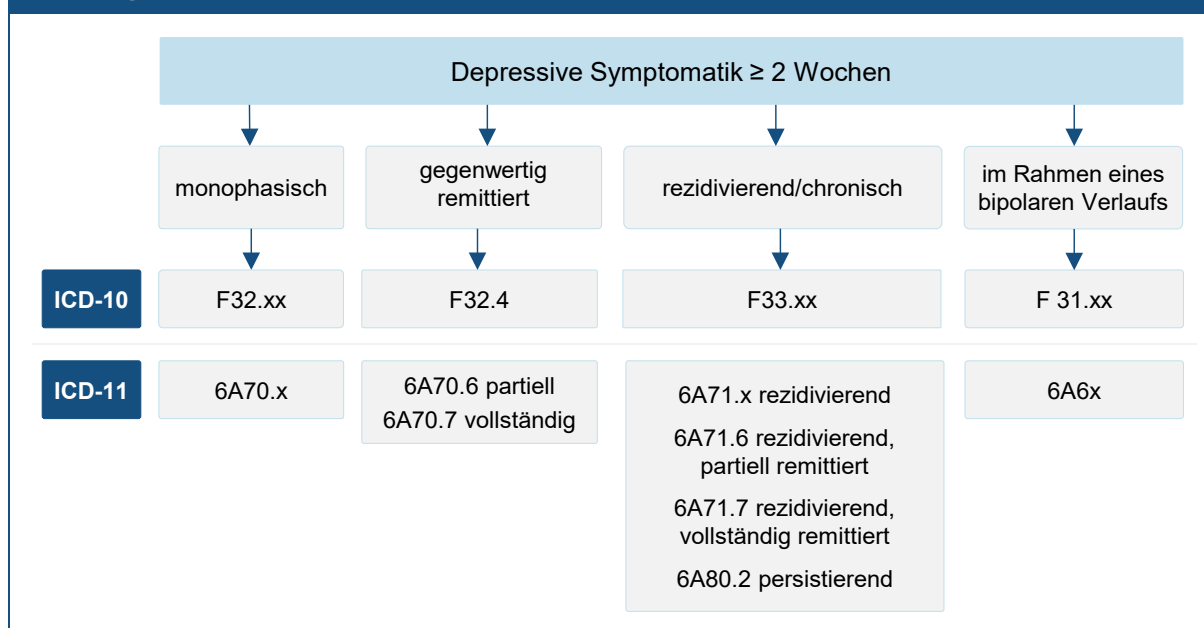 Depressive Symptomatik ≥ 2 Wochen
monophasisch
gegenwertig
remittiert
rezidivierend/chronisch
im Rahmen eines
bipolaren Verlaufs
ICD-10
F32.xx
F32.4
F33.xx
F 31.xx
ICD-11
6A70.x
6A70.6 partiell
6A70.7 vollständig
6A71.x rezidivierend
6A71.6 rezidivierend,
partiell remittiert
6A71.7 rezidivierend,
vollständig remittiert
6A80.2 persistierend
6A6x